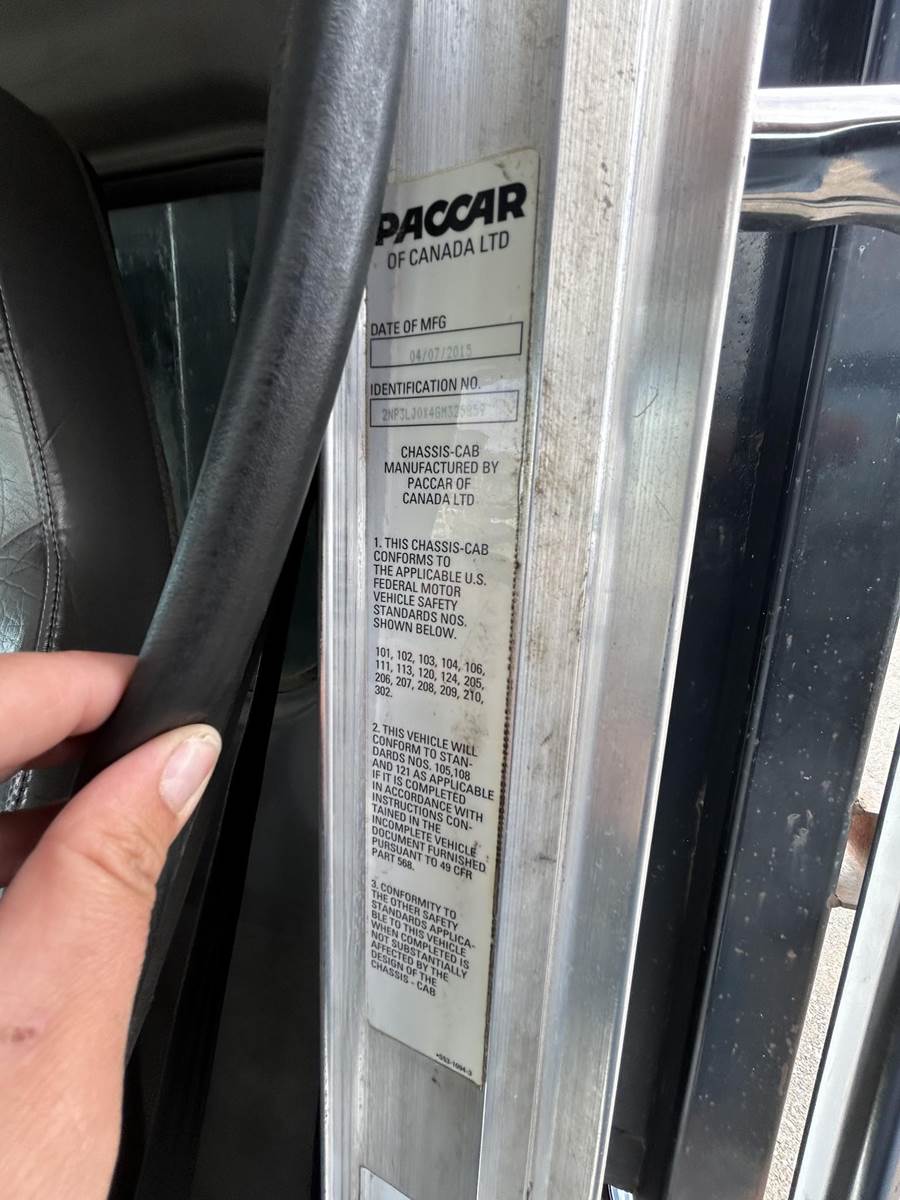 PACCAR
OF CANADA LTD
DATE OF MFG
04/07/2015
IDENTIFICATION NO.
CHASSIS-CAB
MANUFACTURED BY
PACCAR OF
CANADA LTD
1. THIS CHASSIS-CAB
CONFORMS TO
THE APPLICABLE U.S.
FEDERAL MOTOR
VEHICLE SAFETY
STANDARDS NOS.
SHOWN BELOW.
101, 102, 103, 104, 106,
111, 113, 120, 124, 205,
206, 207, 208, 209, 210,
302.
2. THIS VEHICLE WILL
CONFORM TO STAN-
DARDS NOS. 105,108
AND 121 AS APPLICABLE
IF IT IS COMPLETED
IN ACCORDANCE WITH
INSTRUCTIONS CON-
TAINED IN THE
INCOMPLETE VEHICLE
DOCUMENT FURNISHED
PURSUANT TO 49 CFR
PART 568.
3. CONFORMITY TO
THE OTHER SAFETY
STANDARDS APPLICA-
BLE TO THIS VEHICLE
WHEN COMPLETED IS
NOT SUBSTANTIALLY
AFFECTED BY THE
DESIGN OF THE
CHASSIS - CAB